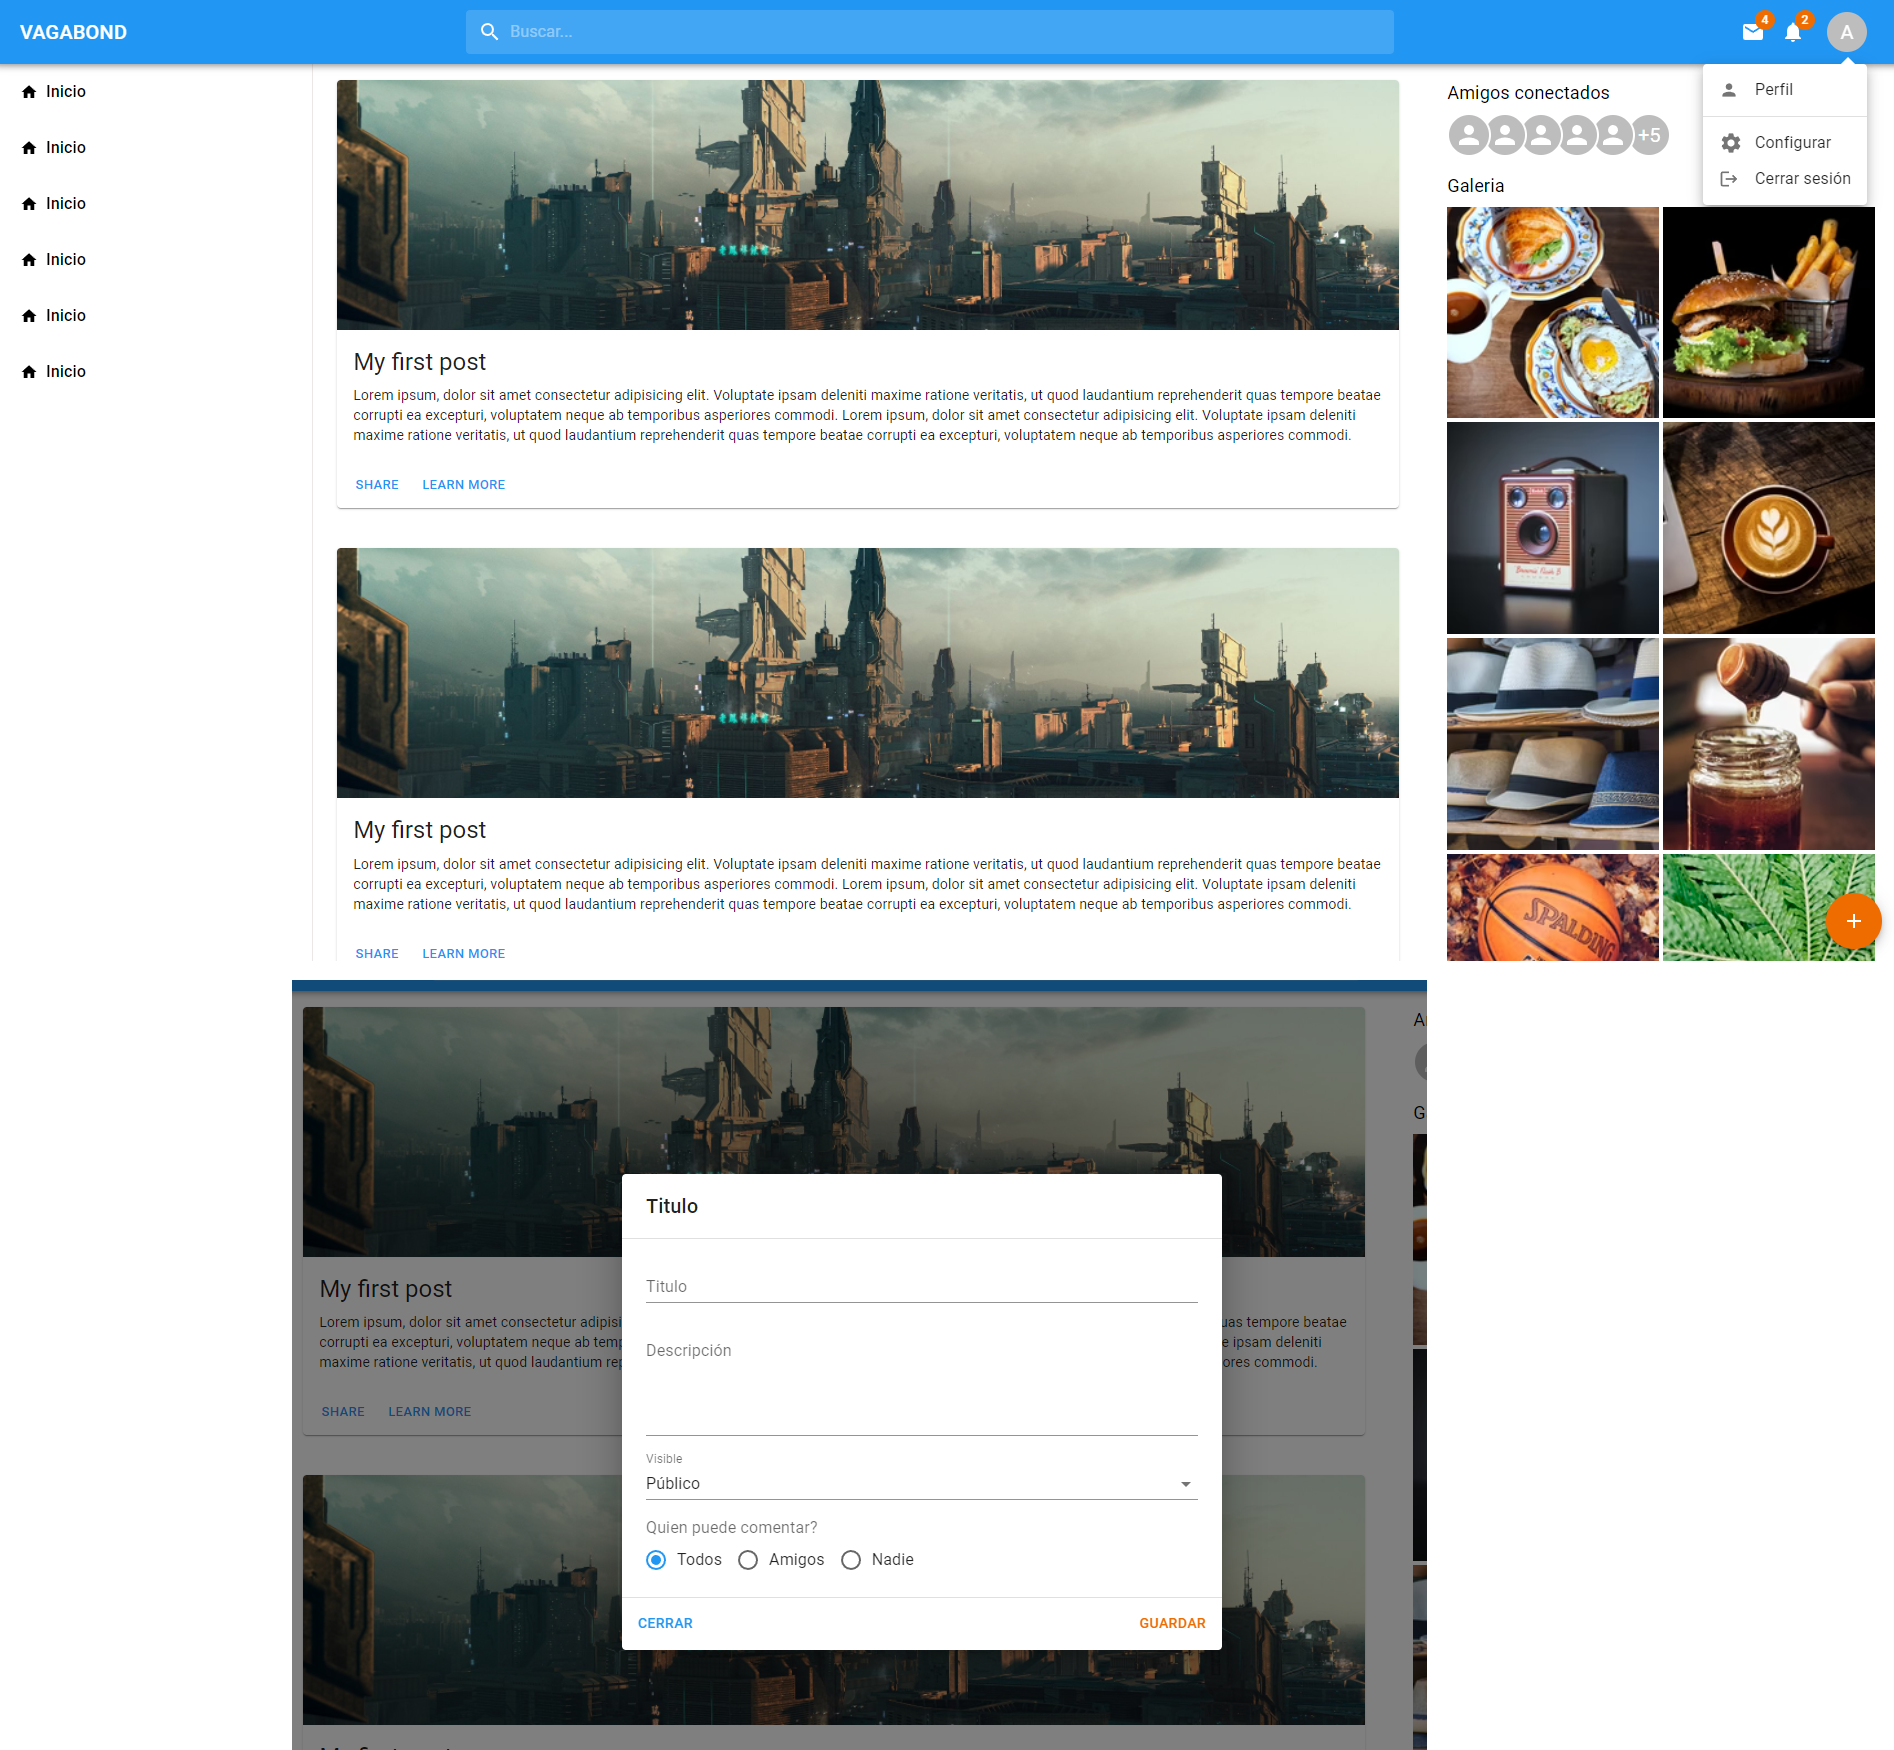 VAGABOND
Buscar...
4
2
A
Inicio
Inicio
Inicio
Inicio
Inicio
Inicio
Perfil
Configurar
Cerrar sesión
My first post
Lorem ipsum, dolor sit amet consectetur adipisicing elit. Voluptate ipsam deleniti maxime ratione veritatis, ut quod laudantium reprehenderit quas tempore beatae
corrupti ea excepturi, voluptatem neque ab temporibus asperiores commodi. Lorem ipsum, dolor sit amet consectetur adipisicing elit. Voluptate ipsam deleniti
maxime ratione veritatis, ut quod laudantium reprehenderit quas tempore beatae corrupti ea excepturi, voluptatem neque ab temporibus asperiores commodi.
SHARE LEARN MORE
My first post
Lorem ipsum, dolor sit amet consectetur adipisicing elit. Voluptate ipsam deleniti maxime ratione veritatis, ut quod laudantium reprehenderit quas tempore beatae
corrupti ea excepturi, voluptatem neque ab temporibus asperiores commodi. Lorem ipsum, dolor sit amet consectetur adipisicing elit. Voluptate ipsam deleniti
maxime ratione veritatis, ut quod laudantium reprehenderit quas tempore beatae corrupti ea excepturi, voluptatem neque ab temporibus asperiores commodi.
SHARE LEARN MORE
Amigos conectados
+5
Galeria
SPALDING
My first post
Lorem ipsum, dolor sit amet consectetur adipisi
corrupti ea excepturi, voluptatem neque ab temp
maxime ratione veritatis, ut quod laudantium rep
uas tempore beatae
e ipsam deleniti
ores commodi.
SHARE LEARN MORE
Titulo
Titulo
Descripción
Visible
Público
Quien puede comentar?
Todos Amigos Nadie
CERRAR GUARDAR